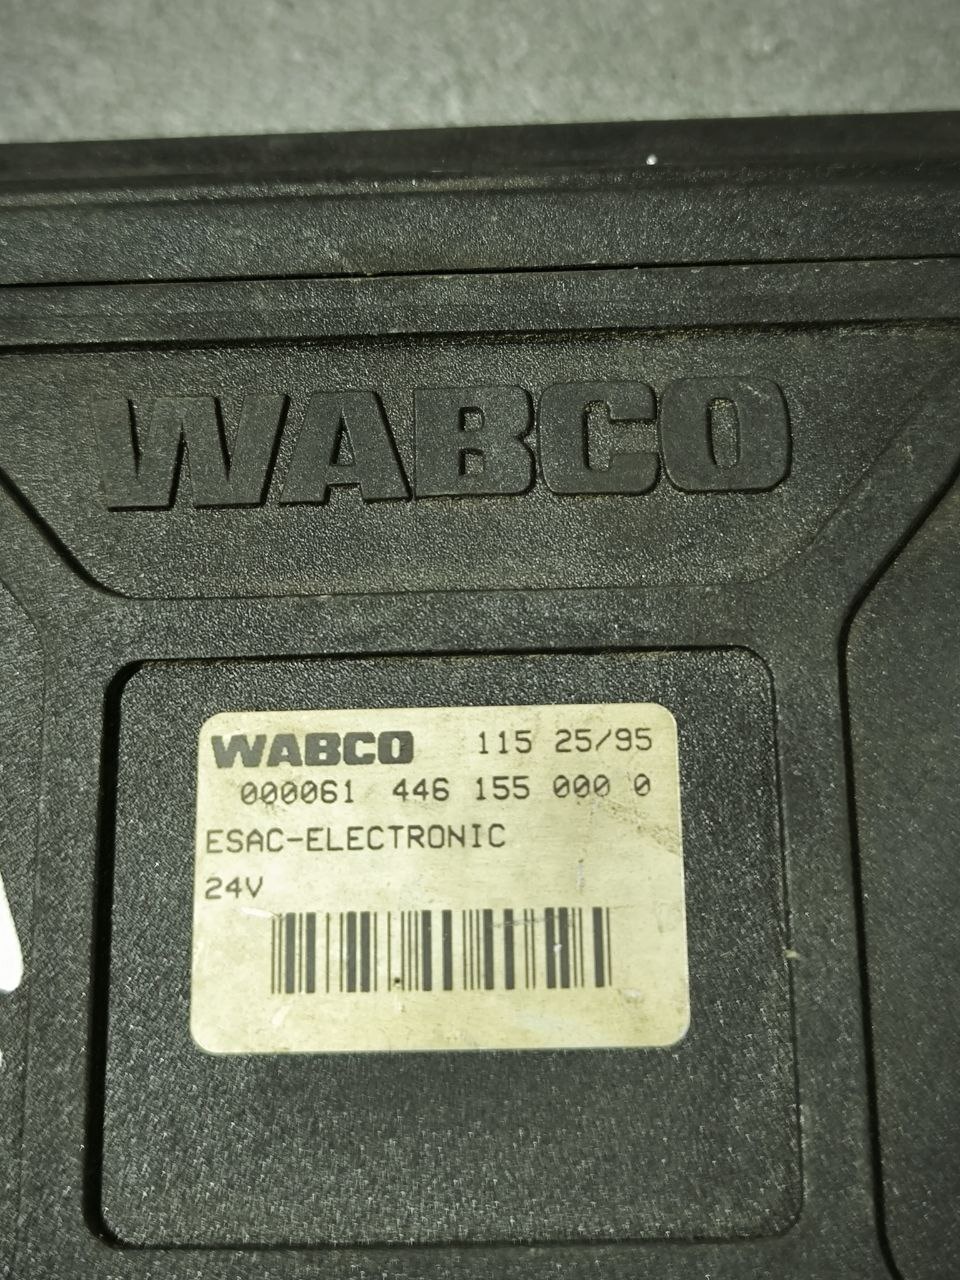 WABCO
WABCO 115 25/95
000061 446 155 000 0
ESAC-ELECTRONIC
24V